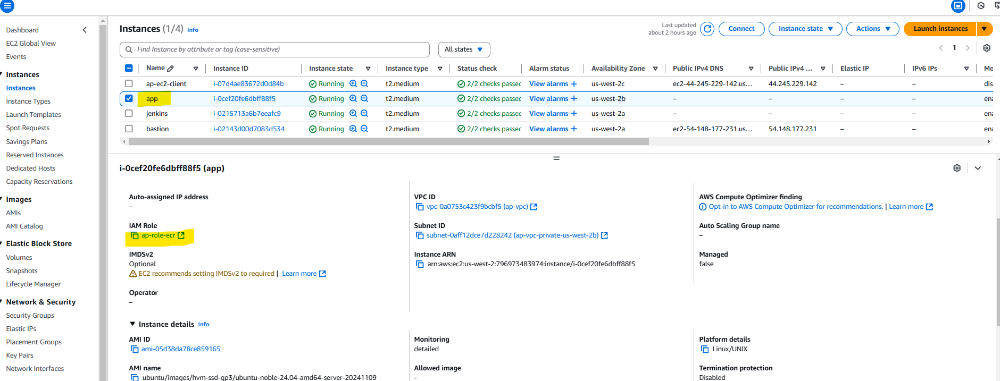 Dashboard
EC2 Global View
Events
Instances
Instances
Instance Types
Launch Templates
Spot Requests
Savings Plans
Reserved Instances
Dedicated Hosts
Capacity Reservations
Images
AMIs
AMI Catalog
Elastic Block Store
Volumes
Snapshots
Lifecycle Manager
Network & Security
Security Groups
Elastic IPs
Placement Groups
Key Pairs
Network Interfaces
Instances (1/4) Info
Last updated
about 2 hours ago
Connect
Instance state
Actions
Launch instances
Find Instance by attribute or tag (case-sensitive)
All states
1
Name Instance ID Instance state Instance type Status check Alarm status Availability Zone Public IPv4 DNS Public IPv4 ... Elastic IP IPv6 IPs Mo
ap-ec2-client i-07d4ae83672d0d84b Running t2.medium 2/2 checks passec View alarms + us-west-2c ec2-44-245-229-142.us... 44.245.229.142 – – dis
app i-0cef20fe6dbff88f5 Running t2.medium 2/2 checks passec View alarms + us-west-2b – – – – ena
jenkins i-0215713a6b7eeafc9 Running t2.medium 2/2 checks passec View alarms + us-west-2a – – – – ena
bastion i-02143d00d7083d534 Running t2.medium 2/2 checks passec View alarms + us-west-2a ec2-54-148-177-231.us... 54.148.177.231 – – ena
i-0cef20fe6dbff88f5 (app)
Auto-assigned IP address
–
IAM Role
ap-role-ecr
IMDSv2
Optional
EC2 recommends setting IMDSv2 to required | Learn more
Operator
–
VPC ID
vpc-0a0753c423f9bcbf5 (ap-vpc)
Subnet ID
subnet-0aff12dce7d228242 (ap-vpc-private-us-west-2b)
Instance ARN
arn:aws:ec2:us-west-2:796973483974:instance/i-0cef20fe6dbff88f5
AWS Compute Optimizer finding
Opt-in to AWS Compute Optimizer for recommendations. | Learn more
Auto Scaling Group name
–
Managed
false
Instance details Info
AMI ID
ami-05d38da78ce859165
AMI name
ubuntu/images/hvm-ssd-gp3/ubuntu-noble-24.04-amd64-server-20241109
Monitoring
detailed
Allowed image
-
Platform details
Linux/UNIX
Termination protection
Disabled